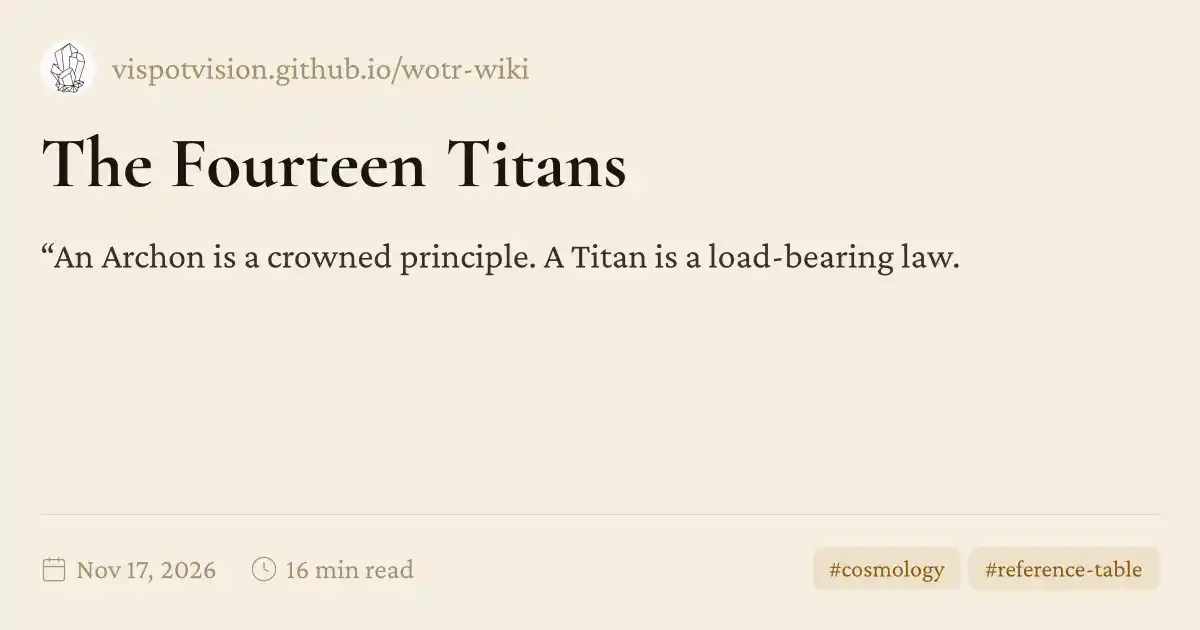 vispotvision.github.io/wotr-wiki
The Fourteen Titans
“An Archon is a crowned principle. A Titan is a load-bearing law.
Nov 17, 2026 16 min read #cosmology #reference-table